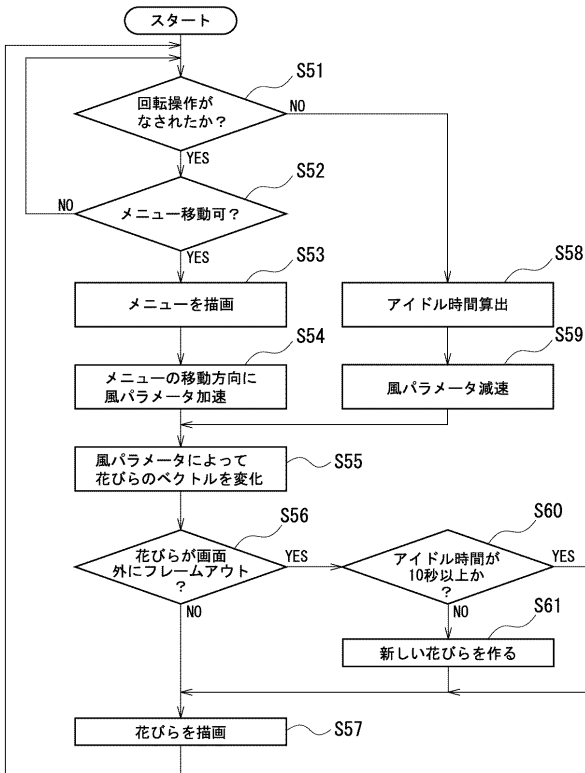 スタート
S51
回転操作が
なされたか？
NO
YES
S52
メニュー移動可？
NO
YES
S53
メニューを描画
S58
アイドル時間算出
S54
メニューの移動方向に
風パラメータ加速
S59
風パラメータ減速
S55
風パラメータによって
花びらのベクトルを変化
S56
花びらが画面
外にフレームアウト
？
YES
NO
S60
アイドル時間が
10秒以上か
？
YES
NO
S61
新しい花びらを作る
S57
花びらを描画